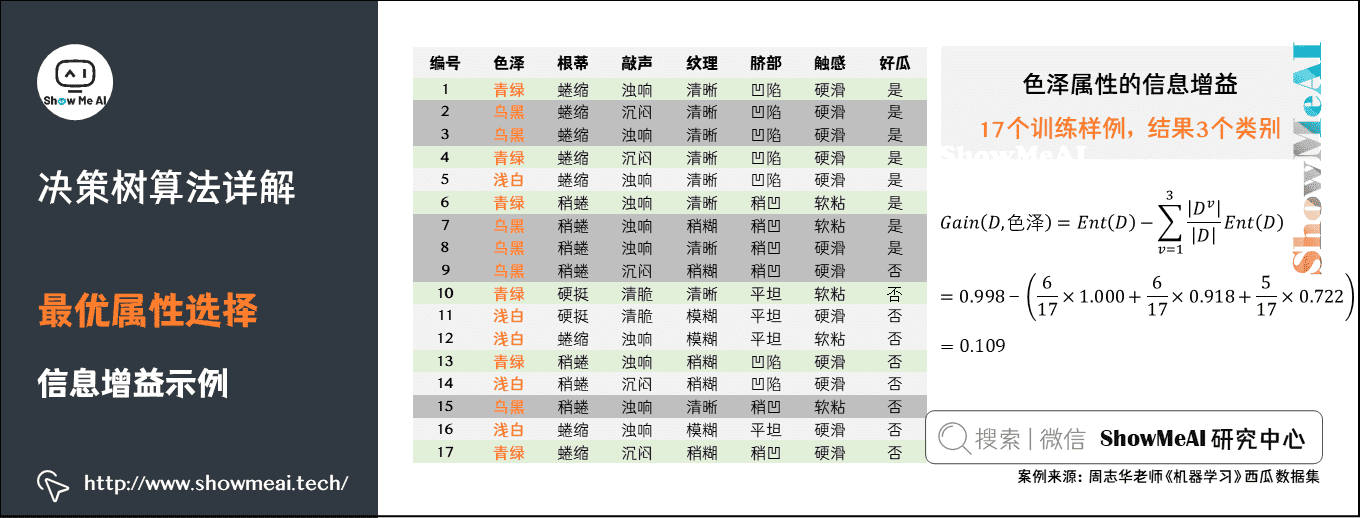 Show Me AI
决策树算法详解
最优属性选择
信息增益示例
http://www.showmeai.tech/
编号 色泽 根蒂 敲声 纹理 脐部 触感 好瓜
1 青绿 蜷缩 浊响 清晰 凹陷 硬滑 是
2 乌黑 蜷缩 沉闷 清晰 凹陷 硬滑 是
3 乌黑 蜷缩 浊响 清晰 凹陷 硬滑 是
4 青绿 蜷缩 沉闷 清晰 凹陷 硬滑 是
5 浅白 蜷缩 浊响 清晰 凹陷 硬滑 是
6 青绿 稍蜷 浊响 清晰 稍凹 软粘 是
7 乌黑 稍蜷 浊响 稍糊 稍凹 软粘 是
8 乌黑 稍蜷 浊响 清晰 稍凹 硬滑 是
9 乌黑 稍蜷 沉闷 稍糊 稍凹 硬滑 否
10 青绿 硬挺 清脆 清晰 平坦 软粘 否
11 浅白 硬挺 清脆 模糊 平坦 硬滑 否
12 浅白 蜷缩 浊响 模糊 平坦 软粘 否
13 青绿 稍蜷 浊响 稍糊 凹陷 硬滑 否
14 浅白 稍蜷 沉闷 稍糊 凹陷 硬滑 否
15 乌黑 稍蜷 浊响 清晰 稍凹 软粘 否
16 浅白 蜷缩 浊响 模糊 平坦 硬滑 否
17 青绿 蜷缩 沉闷 稍糊 稍凹 硬滑 否
色泽属性的信息增益
17个训练样例，结果3个类别
ShowMeAI
ShowMeAI
Gain(D,色泽) = Ent(D) − ∑_{v=1}^{3} |D^v|/|D| Ent(D)
= 0.998 − (6/17 × 1.000 + 6/17 × 0.918 + 5/17 × 0.722)
= 0.109
搜索 | 微信 ShowMeAI 研究中心
案例来源：周志华老师《机器学习》西瓜数据集